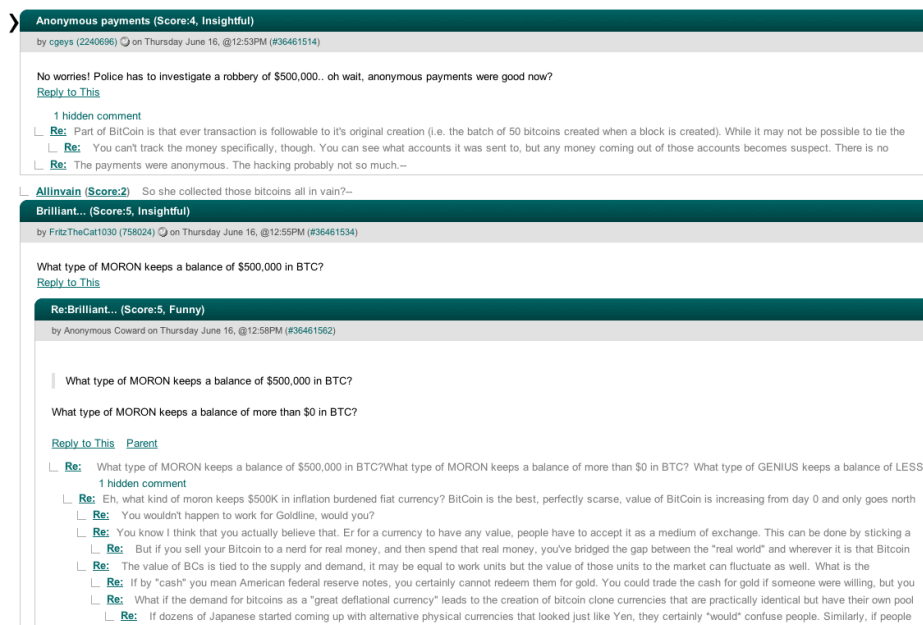 Anonymous payments (Score:4, Insightful)
by cgeys (2240696) on Thursday June 16, @12:53PM (#36461514)
No worries! Police has to investigate a robbery of $500,000.. oh wait, anonymous payments were good now?
Reply to This
1 hidden comment
Re: Part of BitCoin is that ever transaction is followable to it's original creation (i.e. the batch of 50 bitcoins created when a block is created). While it may not be possible to tie the
Re: You can't track the money specifically, though. You can see what accounts it was sent to, but any money coming out of those accounts becomes suspect. There is no
Re: The payments were anonymous. The hacking probably not so much.--
Allinvain (Score:2) So she collected those bitcoins all in vain?--
Brilliant... (Score:5, Insightful)
by FritzTheCat1030 (758024) on Thursday June 16, @12:55PM (#36461534)
What type of MORON keeps a balance of $500,000 in BTC?
Reply to This
Re:Brilliant... (Score:5, Funny)
by Anonymous Coward on Thursday June 16, @12:58PM (#36461562)
What type of MORON keeps a balance of $500,000 in BTC?
What type of MORON keeps a balance of more than $0 in BTC?
Reply to This Parent
Re: What type of MORON keeps a balance of $500,000 in BTC?What type of MORON keeps a balance of more than $0 in BTC? What type of GENIUS keeps a balance of LESS
1 hidden comment
Re: Eh, what kind of moron keeps $500K in inflation burdened fiat currency? BitCoin is the best, perfectly scarse, value of BitCoin is increasing from day 0 and only goes north
Re: You wouldn't happen to work for Goldline, would you?
Re: You know I think that you actually believe that. Er for a currency to have any value, people have to accept it as a medium of exchange. This can be done by sticking a
Re: But if you sell your Bitcoin to a nerd for real money, and then spend that real money, you've bridged the gap between the "real world" and wherever it is that Bitcoin
Re: The value of BCs is tied to the supply and demand, it may be equal to work units but the value of those units to the market can fluctuate as well. What is the
Re: If by "cash" you mean American federal reserve notes, you certainly cannot redeem them for gold. You could trade the cash for gold if someone were willing, but you
Re: What if the demand for bitcoins as a "great deflational currency" leads to the creation of bitcoin clone currencies that are practically identical but have their own pool
Re: If dozens of Japanese started coming up with alternative physical currencies that looked just like Yen, they certainly *would* confuse people. Similarly, if people